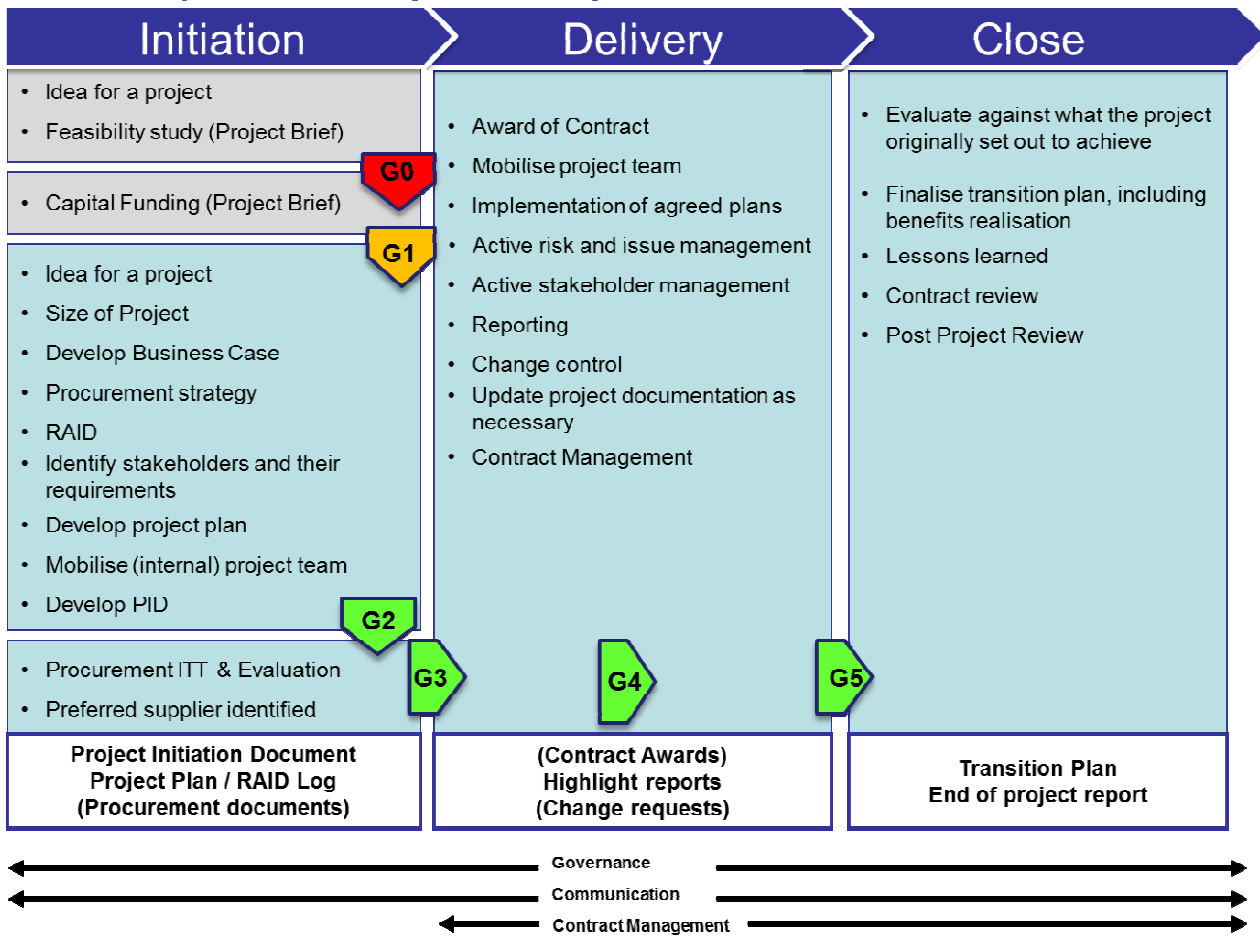 Initiation
Delivery
Close
• Idea for a project
• Feasibility study (Project Brief)
G0
• Capital Funding (Project Brief)
G1
• Idea for a project
• Size of Project
• Develop Business Case
• Procurement strategy
• RAID
• Identify stakeholders and their
requirements
• Develop project plan
• Mobilise (internal) project team
• Develop PID
G2
• Procurement ITT & Evaluation
• Preferred supplier identified
G3
Project Initiation Document
Project Plan / RAID Log
(Procurement documents)
• Award of Contract
• Mobilise project team
• Implementation of agreed plans
• Active risk and issue management
• Active stakeholder management
• Reporting
• Change control
• Update project documentation as
necessary
• Contract Management
G4
G5
(Contract Awards)
Highlight reports
(Change requests)
• Evaluate against what the project
originally set out to achieve
• Finalise transition plan, including
benefits realisation
• Lessons learned
• Contract review
• Post Project Review
Transition Plan
End of project report
Governance
Communication
Contract Management